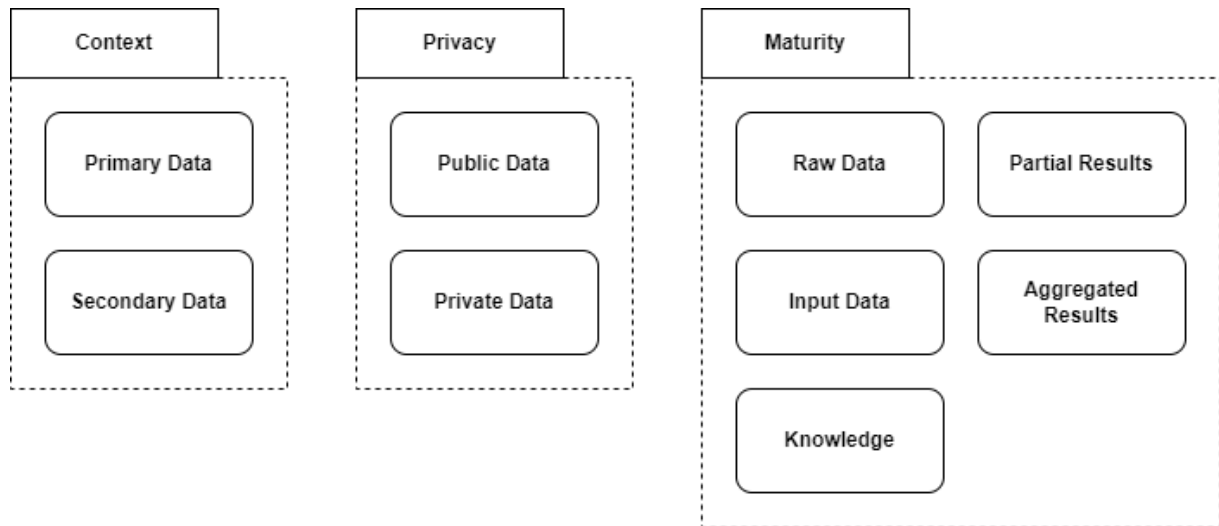 Context
Primary Data
Secondary Data
Privacy
Public Data
Private Data
Maturity
Raw Data
Partial Results
Input Data
Aggregated
Results
Knowledge